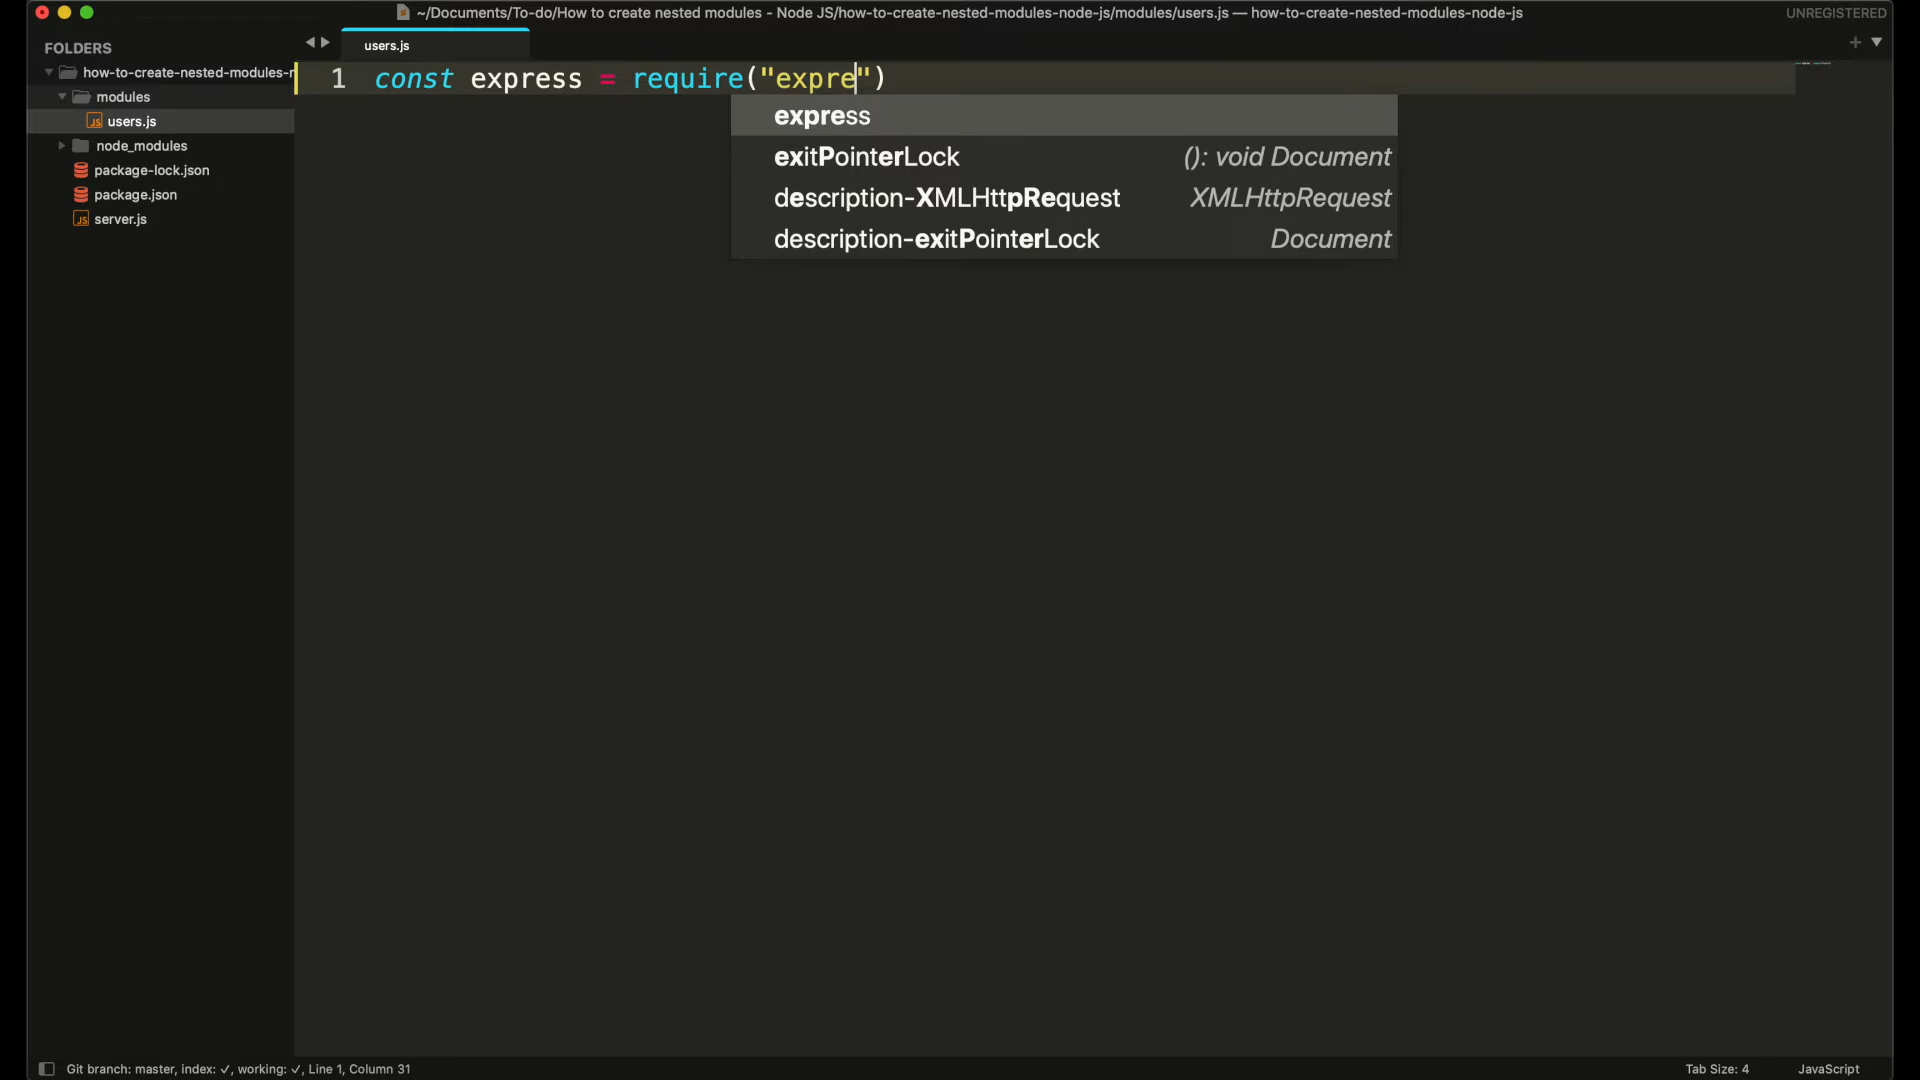 ~/Documents/To-do/How to create nested modules - Node JS/how-to-create-nested-modules-node-js/modules/users.js — how-to-create-nested-modules-node-js
UNREGISTERED
FOLDERS
how-to-create-nested-modules-n
modules
users.js
node_modules
package-lock.json
package.json
server.js
users.js
1 const express = require("expre")
express
exitPointerLock (): void Document
description-XMLHttpRequest XMLHttpRequest
description-exitPointerLock Document
Git branch: master, index: ✓, working: ✓, Line 1, Column 31
Tab Size: 4
JavaScript